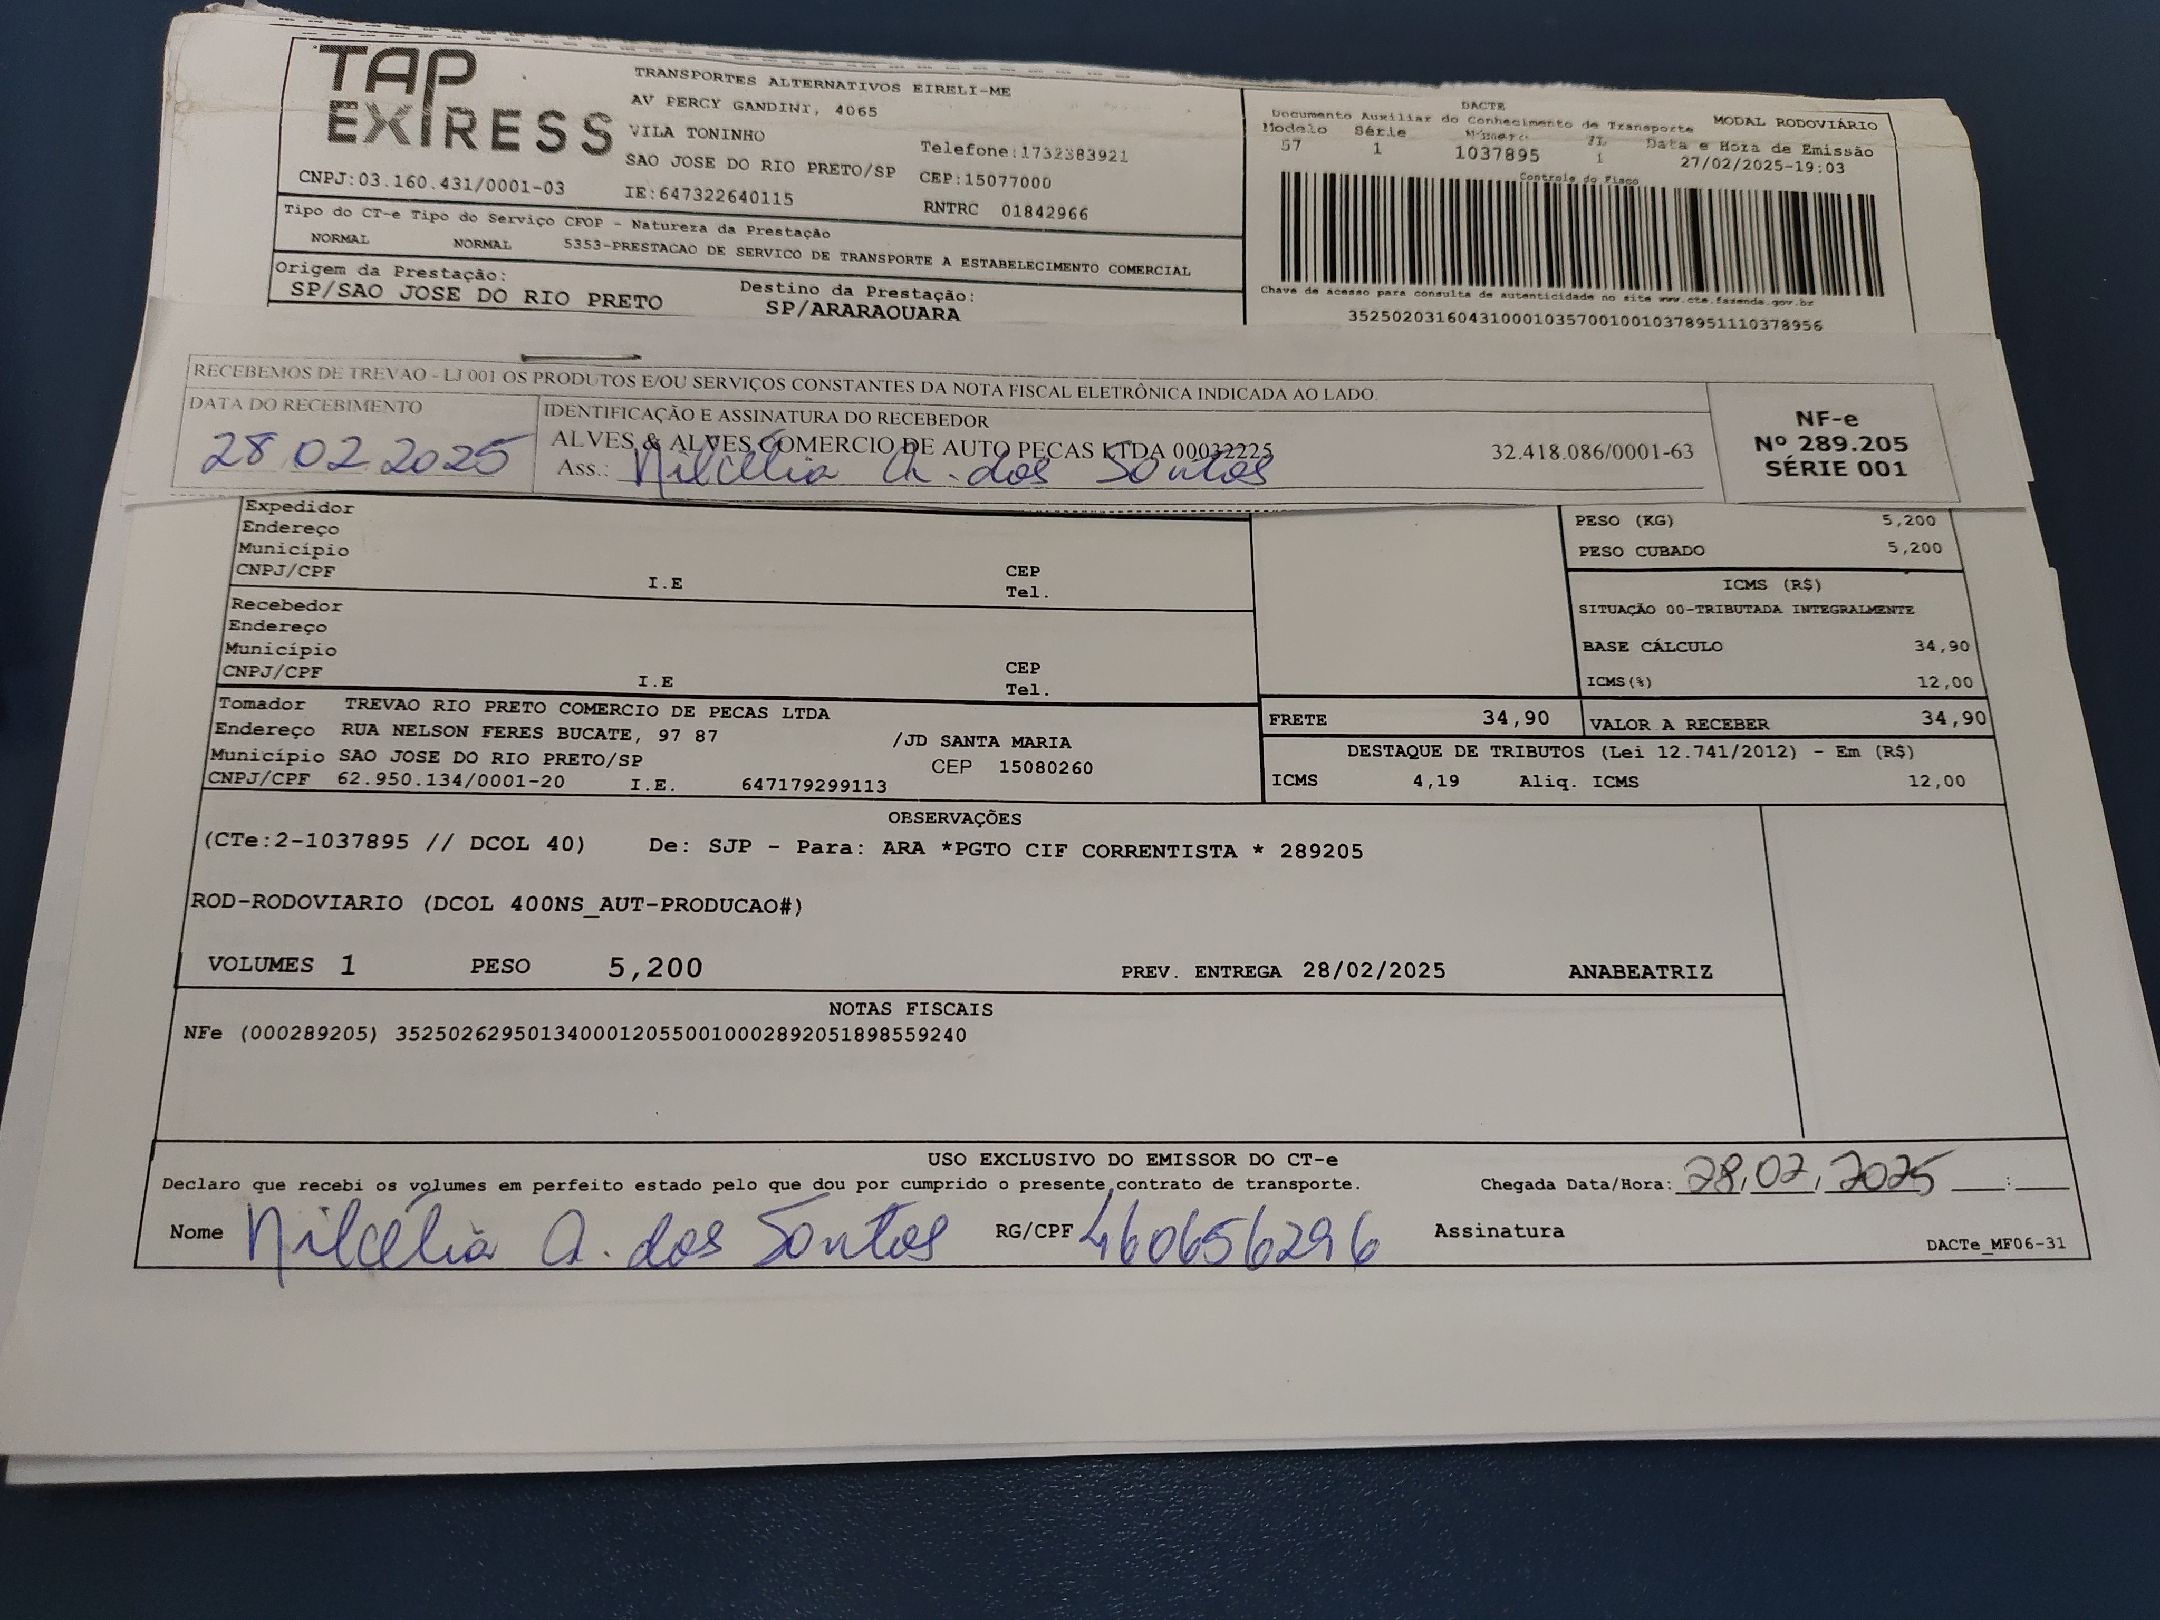 TAP
EXPRESS
TRANSPORTES ALTERNATIVOS EIRELI-ME
AV PERCY GANDINI, 4065
VILA TONINHO
SAO JOSE DO RIO PRETO/SP
Telefone:1732383921
CEP:15077000
CNPJ:03.160.431/0001-03
IE:647322640115
RNTRC 01842966
DACTE
Documento Auxiliar do Conhecimento de Transporte MODAL RODOVIÁRIO
Modelo Série Número FL Data e Hora de Emissão
57 1 1037895 1 27/02/2025-19:03
Controle do Fisco
Tipo do CT-e Tipo do Serviço CFOP - Natureza da Prestação
NORMAL NORMAL 5353-PRESTACAO DE SERVICO DE TRANSPORTE A ESTABELECIMENTO COMERCIAL
Origem da Prestação: Destino da Prestação:
SP/SAO JOSE DO RIO PRETO SP/ARARAQUARA
Chave de acesso para consulta de autenticidade no site www.cte.fazenda.gov.br
35250203160431000103570010010378951110378956
RECEBEMOS DE TREVAO - LJ 001 OS PRODUTOS E/OU SERVIÇOS CONSTANTES DA NOTA FISCAL ELETRÔNICA INDICADA AO LADO.
DATA DO RECEBIMENTO IDENTIFICAÇÃO E ASSINATURA DO RECEBEDOR
28 02 2025
ALVES & ALVES COMERCIO DE AUTO PECAS LTDA 00032225 32.418.086/0001-63
Ass.: Nilcélia A. dos Santos
NF-e
Nº 289.205
SÉRIE 001
Expedidor
Endereço
Município
CNPJ/CPF I.E CEP
Tel.
Recebedor
Endereço
Município
CNPJ/CPF I.E CEP
Tel.
PESO (KG) 5,200
PESO CUBADO 5,200
ICMS (R$)
SITUAÇÃO 00-TRIBUTADA INTEGRALMENTE
BASE CÁLCULO 34,90
ICMS(%) 12,00
Tomador TREVAO RIO PRETO COMERCIO DE PECAS LTDA
Endereço RUA NELSON FERES BUCATE, 97 87 /JD SANTA MARIA
Município SAO JOSE DO RIO PRETO/SP CEP 15080260
CNPJ/CPF 62.950.134/0001-20 I.E. 647179299113
FRETE 34,90 VALOR A RECEBER 34,90
DESTAQUE DE TRIBUTOS (Lei 12.741/2012) - Em (R$)
ICMS 4,19 Aliq. ICMS 12,00
OBSERVAÇÕES
(CTe:2-1037895 // DCOL 40) De: SJP - Para: ARA *PGTO CIF CORRENTISTA * 289205
ROD-RODOVIARIO (DCOL 400NS_AUT-PRODUCAO#)
VOLUMES 1 PESO 5,200 PREV. ENTREGA 28/02/2025 ANABEATRIZ
NOTAS FISCAIS
NFe (000289205) 35250262950134000120550010002892051898559240
USO EXCLUSIVO DO EMISSOR DO CT-e
Declaro que recebi os volumes em perfeito estado pelo que dou por cumprido o presente contrato de transporte. Chegada Data/Hora: 28,02,2025 __:__
Nome Nilcélia A. dos Santos RG/CPF 4606566296 Assinatura
DACTe_MF06-31